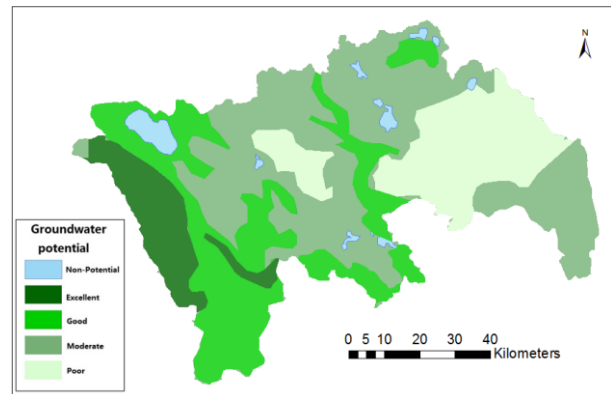 N
Groundwater
potential
Non-Potential
Excellent
Good
Moderate
Poor
0 5 10 20 30 40
Kilometers